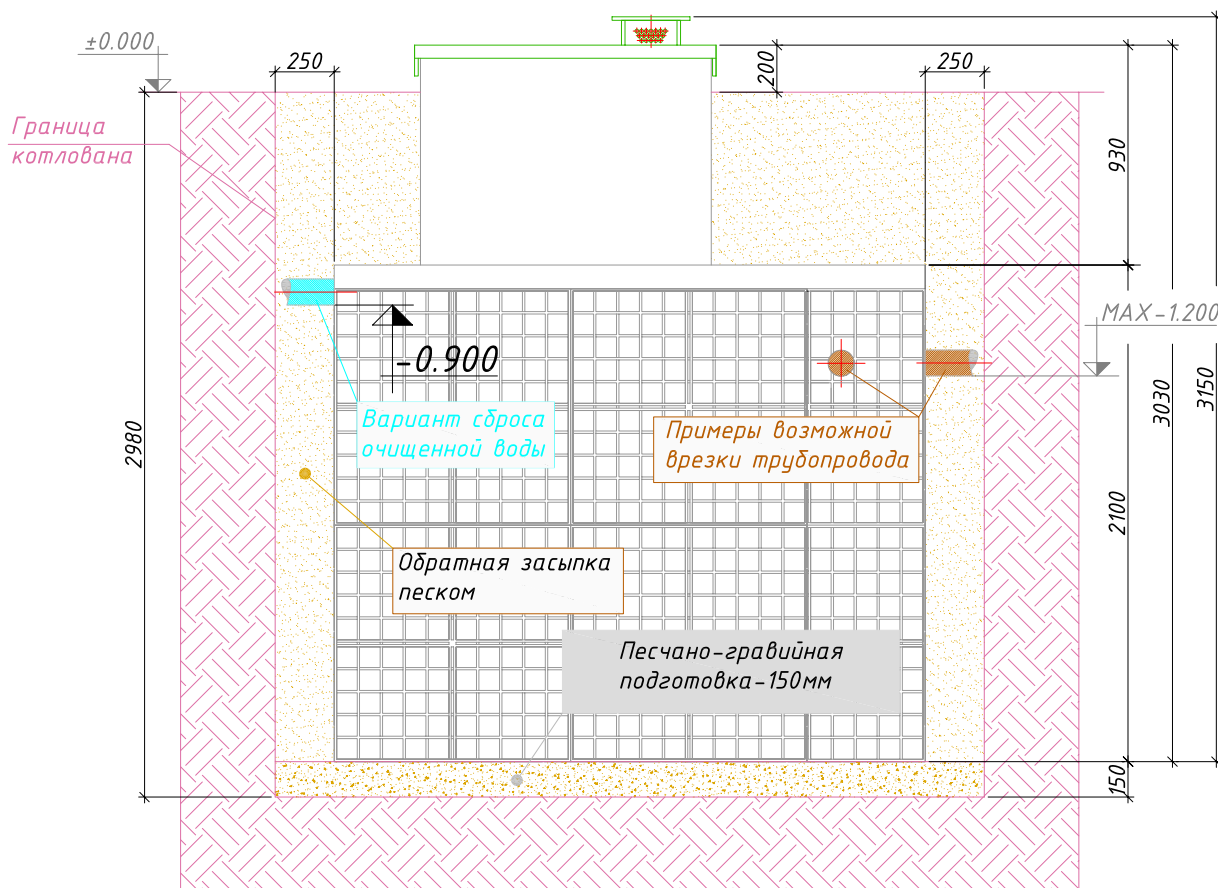 ±0.000
250
200
250
Граница
котлована
930
MAX-1.200
-0.900
3150
3030
Вариант сброса
очищенной воды
Примеры возможной
врезки трубопровода
2980
2100
Обратная засыпка
песком
Песчано-гравийная
подготовка-150мм
150